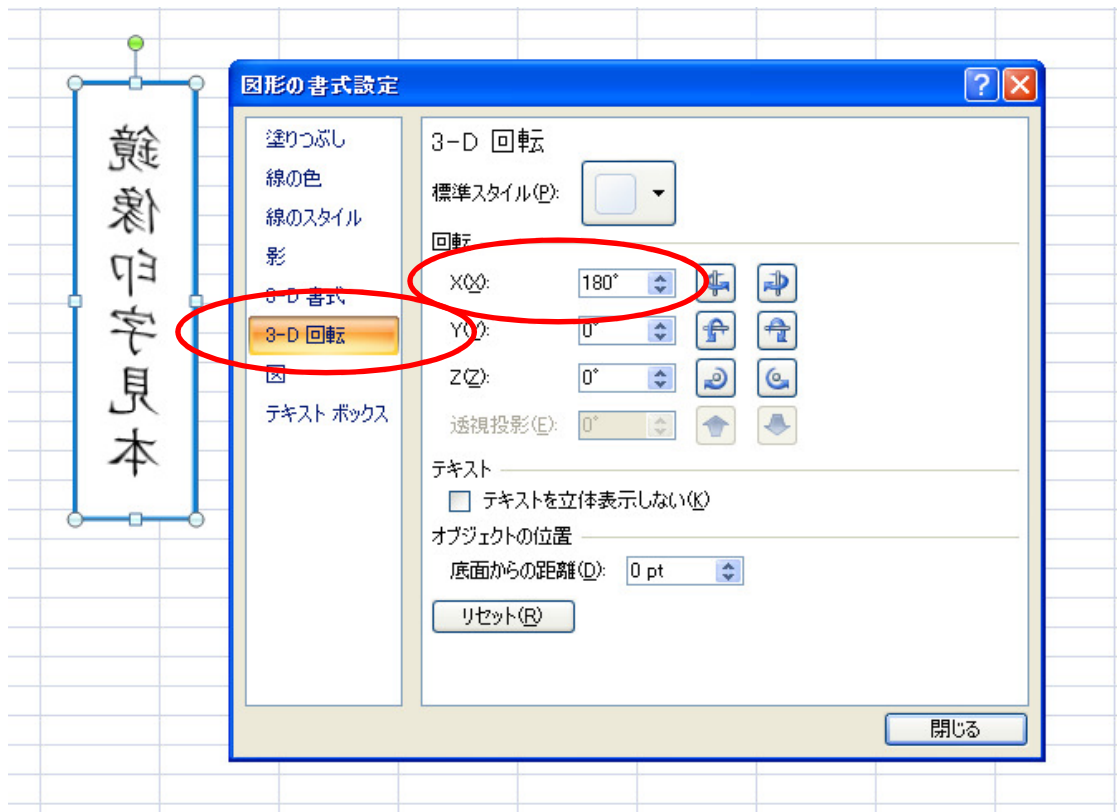 鏡像印字見本
図形の書式設定
塗りつぶし
線の色
線のスタイル
影
3-D 書式
3-D 回転
図
テキスト ボックス
3-D 回転
標準スタイル(P):
回転
X(X): 180°
Y(Y): 0°
Z(Z): 0°
透視投影(E): 0°
テキスト
テキストを立体表示しない(K)
オブジェクトの位置
底面からの距離(D): 0 pt
リセット(R)
閉じる